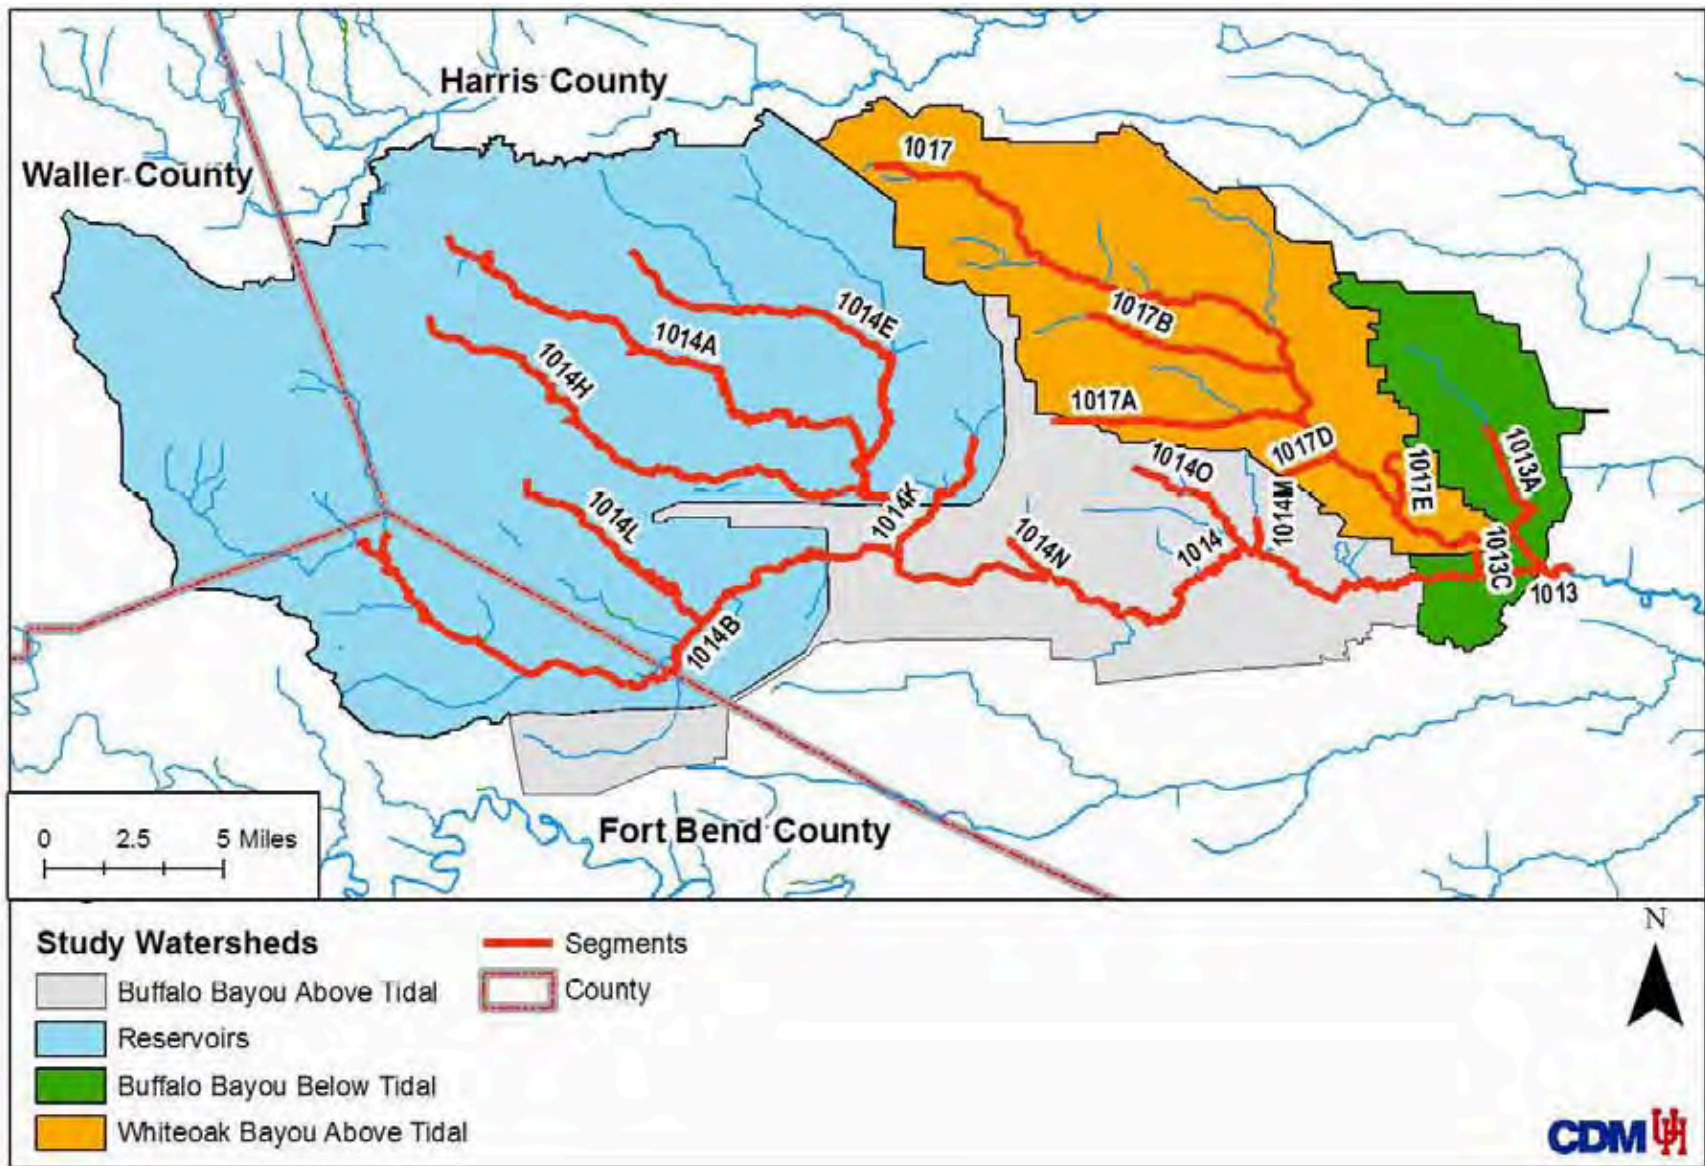 Harris County
Waller County
1017
1014E
1017B
1014A
1014H
1017A
1017D
1014O
1017E
1013A
1014M
1014K
1014L
1014N
1014
1013C
1013
1014B
Fort Bend County
0 2.5 5 Miles
N
Study Watersheds
Segments
Buffalo Bayou Above Tidal
County
Reservoirs
Buffalo Bayou Below Tidal
Whiteoak Bayou Above Tidal
CDM UH